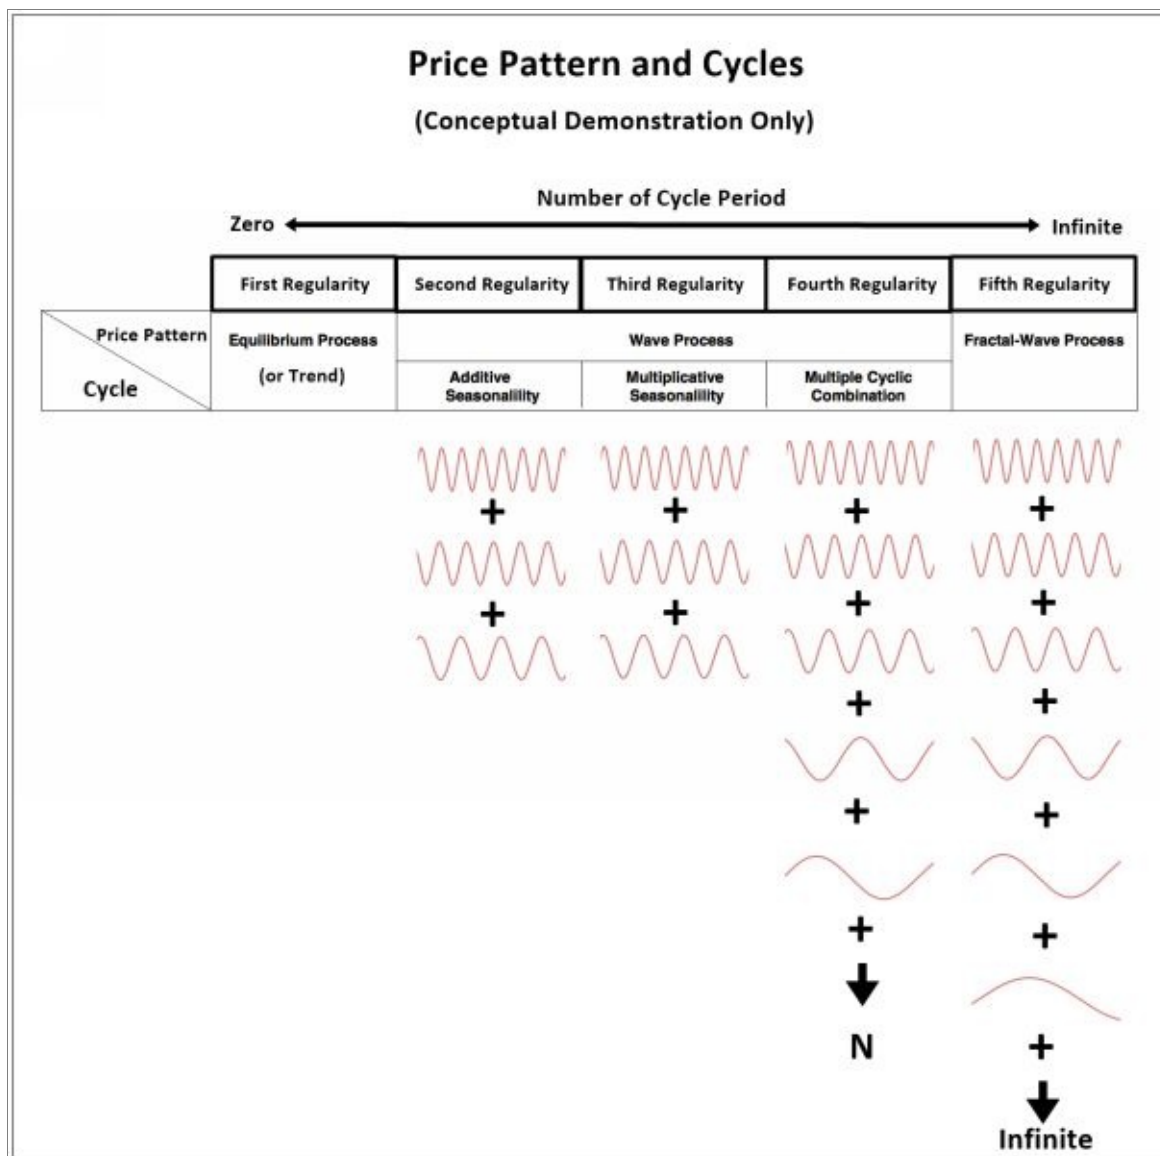 Price Pattern and Cycles
(Conceptual Demonstration Only)
Number of Cycle Period
Zero
Infinite
First Regularity
Second Regularity
Third Regularity
Fourth Regularity
Fifth Regularity
Price Pattern
Cycle
Equilibrium Process
(or Trend)
Wave Process
Fractal-Wave Process
Additive
Seasonalility
Multiplicative
Seasonalility
Multiple Cyclic
Combination
+ + + +
+ + + +
+ +
+ +
+ +
N
+
Infinite